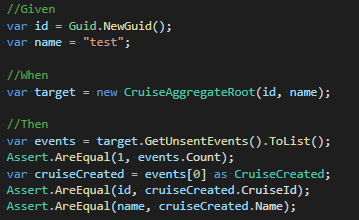 //Given
var id = Guid.NewGuid();
var name = "test";
//When
var target = new CruiseAggregateRoot(id, name);
//Then
var events = target.GetUnsentEvents().ToList();
Assert.AreEqual(1, events.Count);
var cruiseCreated = events[0] as CruiseCreated;
Assert.AreEqual(id, cruiseCreated.CruiseId);
Assert.AreEqual(name, cruiseCreated.Name);